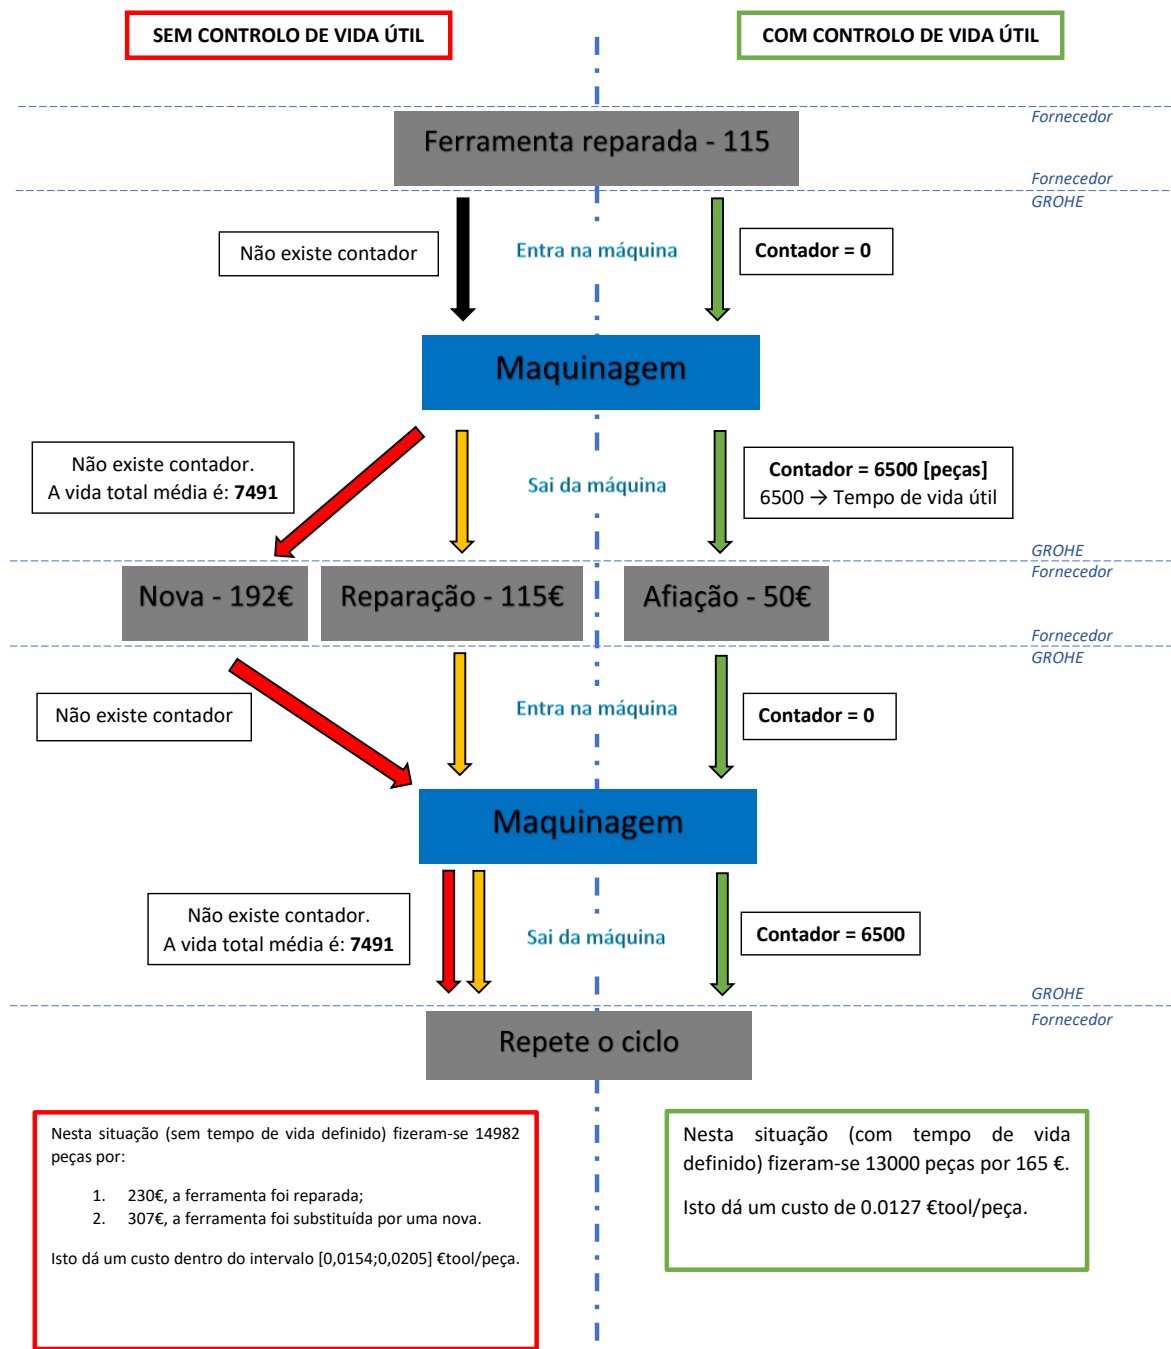 SEM CONTROLO DE VIDA ÚTIL
COM CONTROLO DE VIDA ÚTIL
Fornecedor
Ferramenta reparada - 115
Fornecedor
GROHE
Não existe contador
Entra na máquina
Contador = 0
Maquinagem
Não existe contador.
A vida total média é: 7491
Sai da máquina
Contador = 6500 [peças]
6500 → Tempo de vida útil
GROHE
Fornecedor
Nova - 192€
Reparação - 115€
Afiação - 50€
Fornecedor
GROHE
Não existe contador
Entra na máquina
Contador = 0
Maquinagem
Não existe contador.
A vida total média é: 7491
Sai da máquina
Contador = 6500
GROHE
Fornecedor
Repete o ciclo
Nesta situação (sem tempo de vida definido) fizeram-se 14982
peças por:
1. 230€, a ferramenta foi reparada;
2. 307€, a ferramenta foi substituída por uma nova.
Isto dá um custo dentro do intervalo [0,0154;0,0205] €tool/peça.
Nesta situação (com tempo de vida
definido) fizeram-se 13000 peças por 165 €.
Isto dá um custo de 0.0127 €tool/peça.